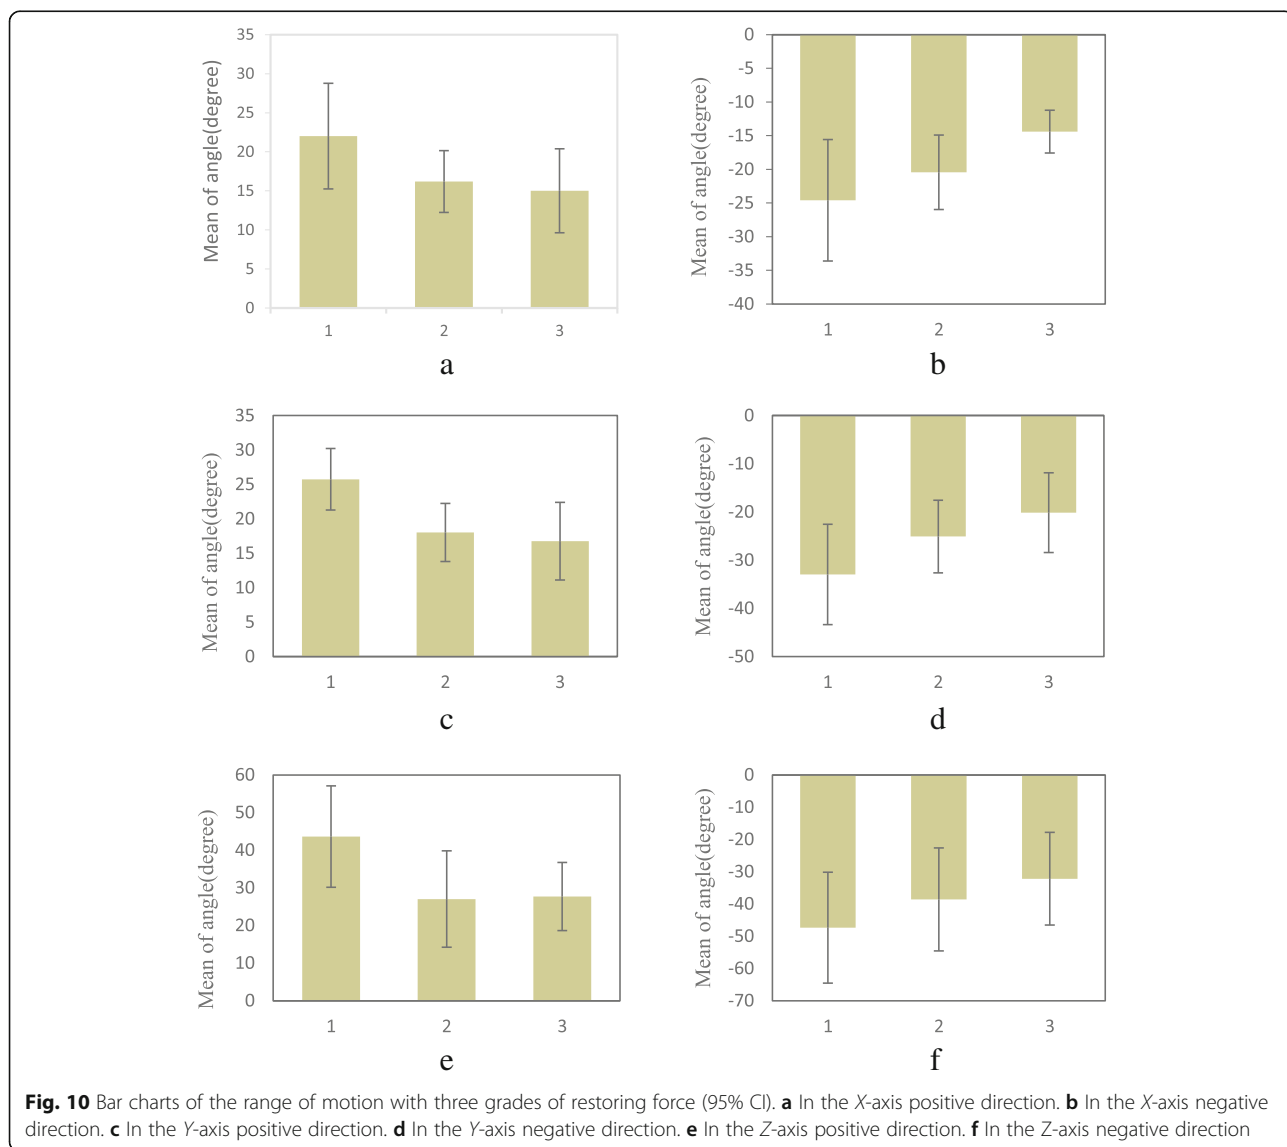 35
30
25
20
15
10
5
0
Mean of angle(degree)
1 2 3
a
0
-5
-10
-15
-20
-25
-30
-35
-40
Mean of angle(degree)
1 2 3
b
35
30
25
20
15
10
5
0
Mean of angle(degree)
1 2 3
c
0
-10
-20
-30
-40
-50
Mean of angle(degree)
1 2 3
d
60
50
40
30
20
10
0
Mean of angle(degree)
1 2 3
e
0
-10
-20
-30
-40
-50
-60
-70
Mean of angle(degree)
1 2 3
f
Fig. 10 Bar charts of the range of motion with three grades of restoring force (95% CI). a In the X-axis positive direction. b In the X-axis negative
direction. c In the Y-axis positive direction. d In the Y-axis negative direction. e In the Z-axis positive direction. f In the Z-axis negative direction